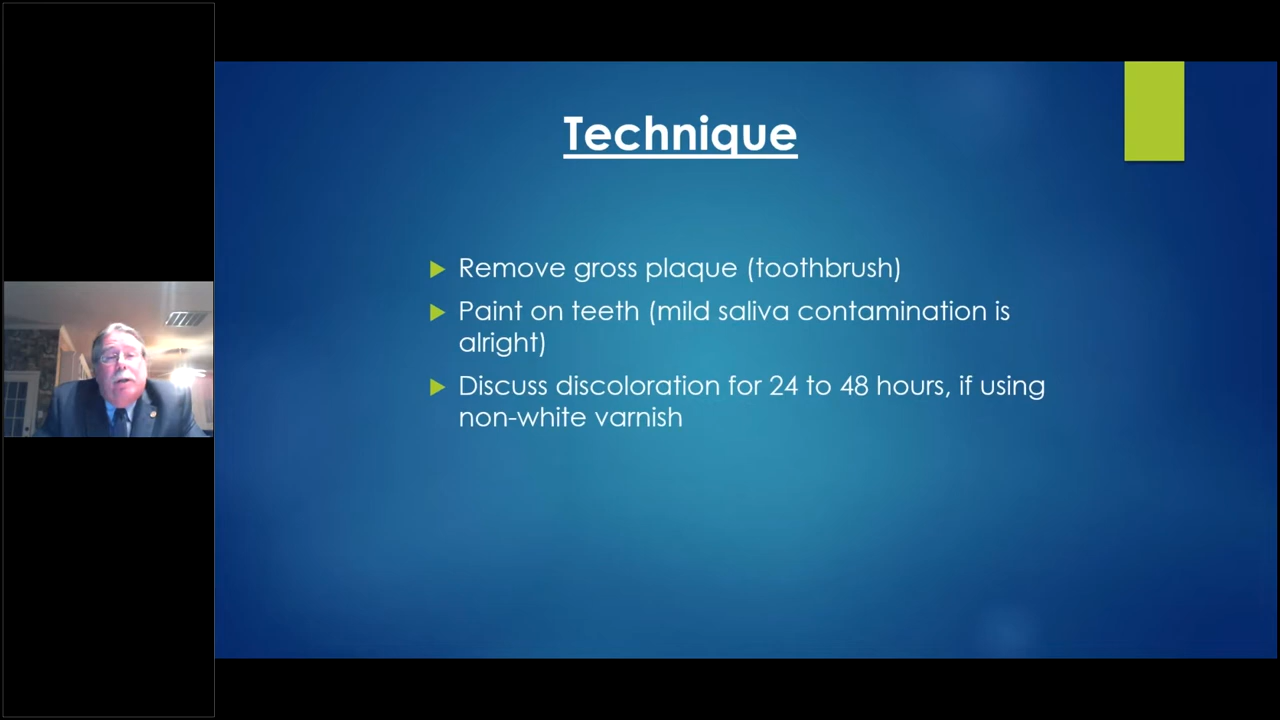 Technique
Remove gross plaque (toothbrush)
Paint on teeth (mild saliva contamination is
alright)
Discuss discoloration for 24 to 48 hours, if using
non-white varnish